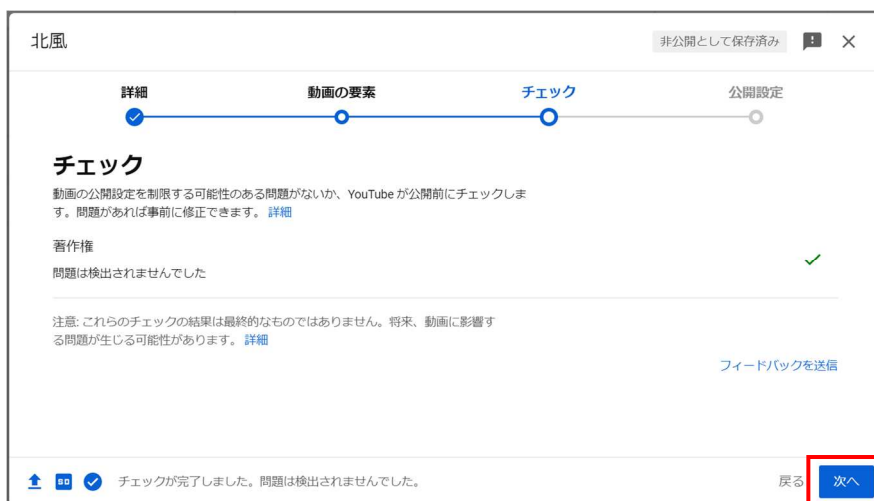 北風
非公開として保存済み
詳細 動画の要素 チェック 公開設定
チェック
動画の公開設定を制限する可能性のある問題がないか、YouTube が公開前にチェックしま
す。問題があれば事前に修正できます。 詳細
著作権
問題は検出されませんでした
注意: これらのチェックの結果は最終的なものではありません。将来、動画に影響す
る問題が生じる可能性があります。 詳細
フィードバックを送信
SD チェックが完了しました。問題は検出されませんでした。 戻る 次へ